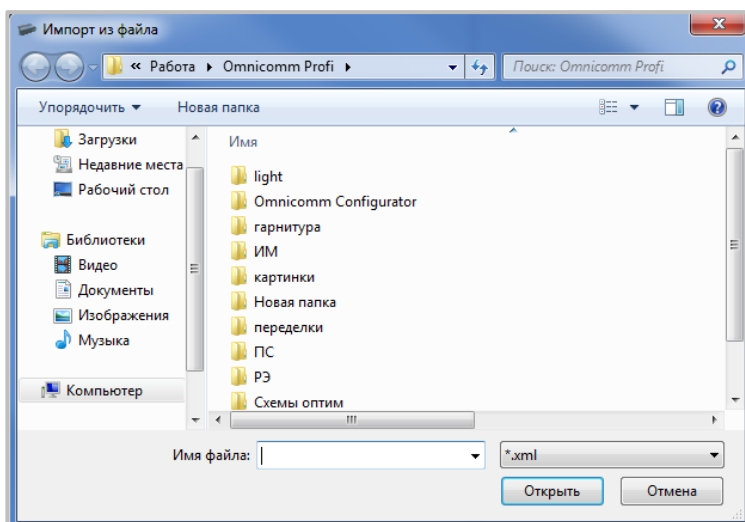 Импорт из файла
« Работа ▸ Omnicomm Profi ▸
Поиск: Omnicomm Profi
Упорядочить ▼ Новая папка
Загрузки
Недавние места
Рабочий стол
Библиотеки
Видео
Документы
Изображения
Музыка
Компьютер
Имя
light
Omnicomm Configurator
гарнитура
ИМ
картинки
Новая папка
переделки
ПС
РЭ
Схемы оптим
Имя файла:
*.xml
Открыть Отмена